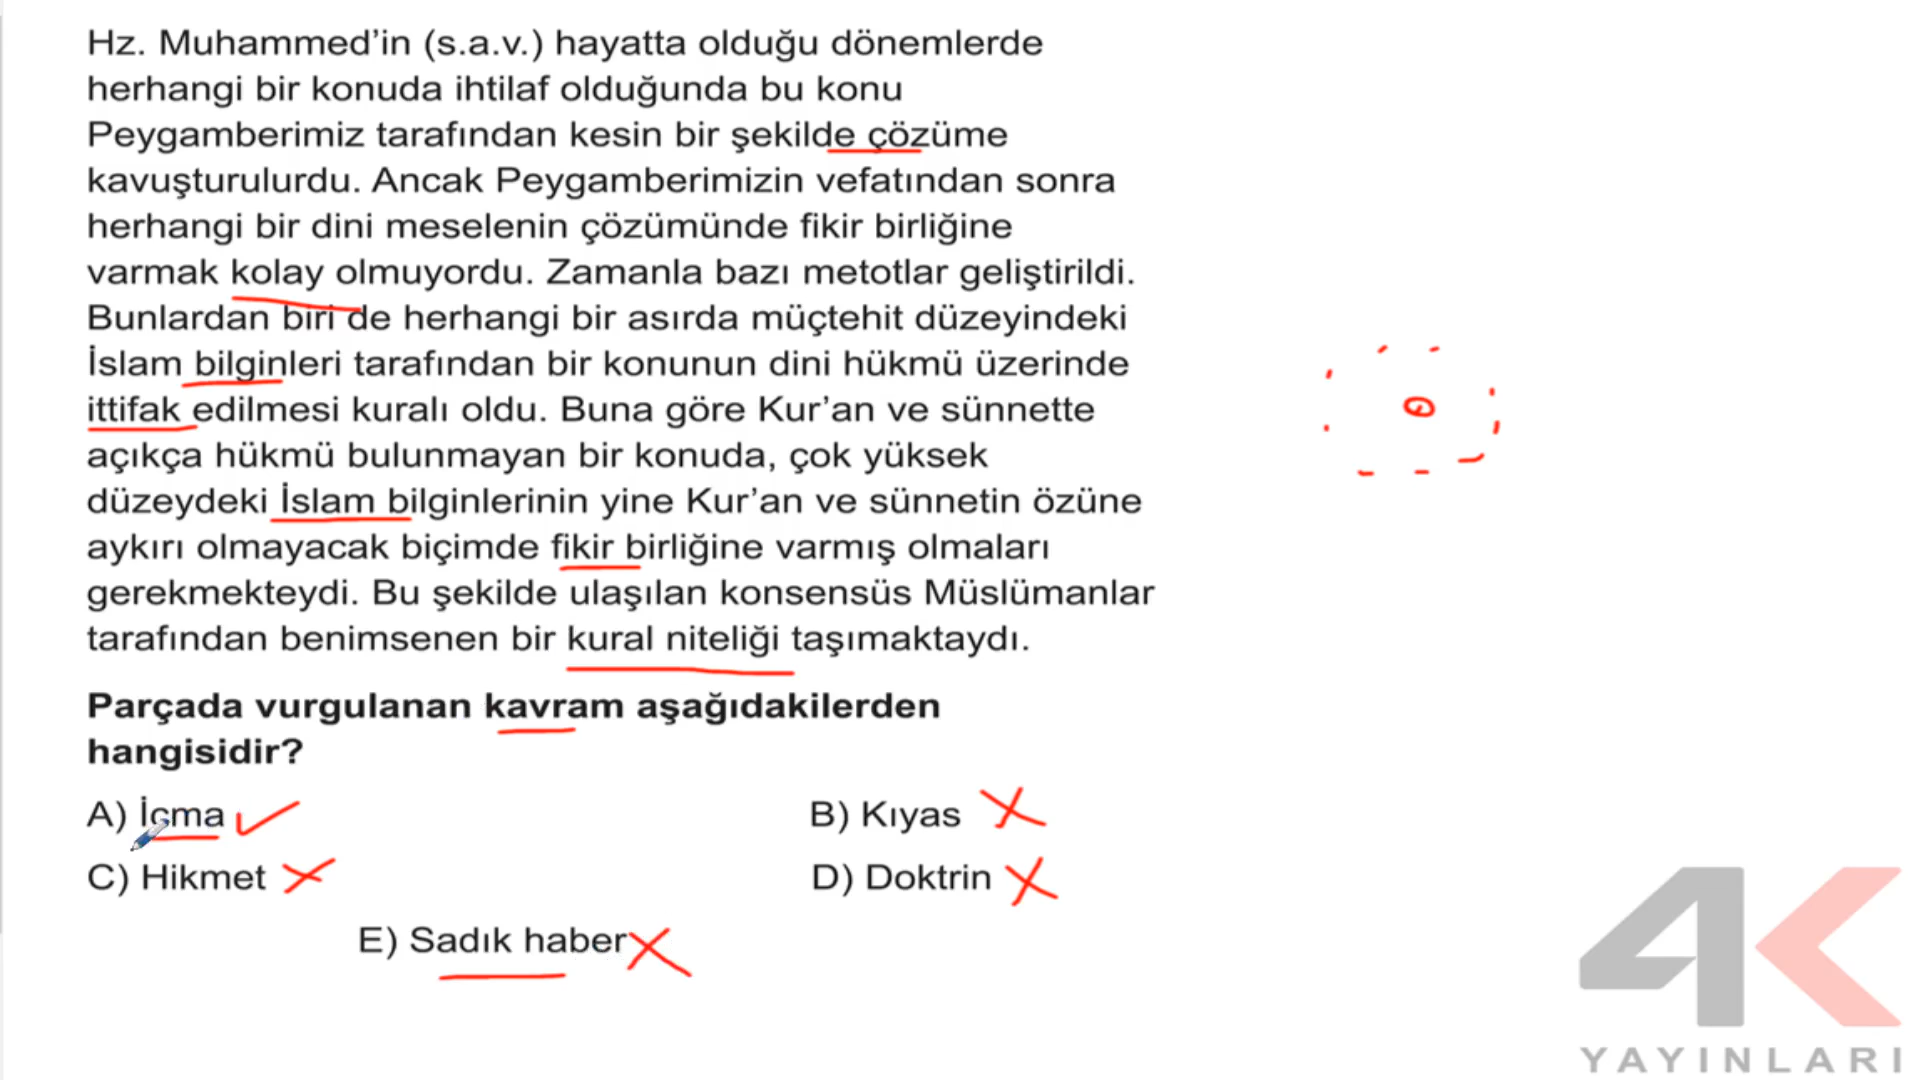 Hz. Muhammed’in (s.a.v.) hayatta olduğu dönemlerde
herhangi bir konuda ihtilaf olduğunda bu konu
Peygamberimiz tarafından kesin bir şekilde çözüme
kavuşturulurdu. Ancak Peygamberimizin vefatından sonra
herhangi bir dini meselenin çözümünde fikir birliğine
varmak kolay olmuyordu. Zamanla bazı metotlar geliştirildi.
Bunlardan biri de herhangi bir asırda müçtehit düzeyindeki
İslam bilginleri tarafından bir konunun dini hükmü üzerinde
ittifak edilmesi kuralı oldu. Buna göre Kur’an ve sünnette
açıkça hükmü bulunmayan bir konuda, çok yüksek
düzeydeki İslam bilginlerinin yine Kur’an ve sünnetin özüne
aykırı olmayacak biçimde fikir birliğine varmış olmaları
gerekmekteydi. Bu şekilde ulaşılan konsensüs Müslümanlar
tarafından benimsenen bir kural niteliği taşımaktaydı.
Parçada vurgulanan kavram aşağıdakilerden
hangisidir?
A) İcma
B) Kıyas
C) Hikmet
D) Doktrin
E) Sadık haber
4K
YAYINLARI